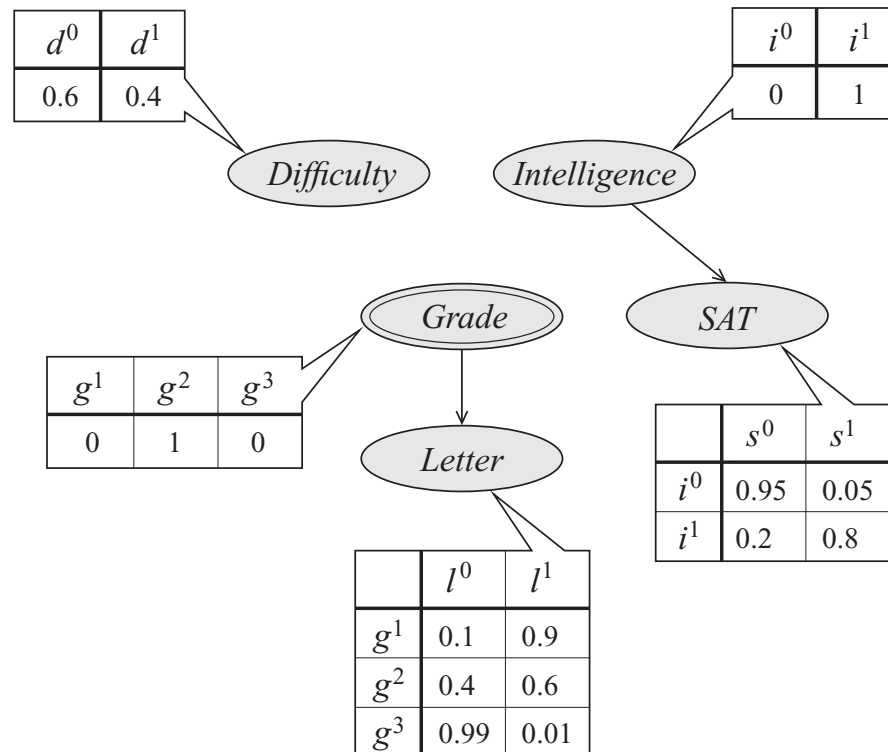 d⁰ d¹
0.6 0.4
i⁰ i¹
0 1
Difficulty
Intelligence
Grade
SAT
g¹ g² g³
0 1 0
Letter
s⁰ s¹
i⁰ 0.95 0.05
i¹ 0.2 0.8
l⁰ l¹
g¹ 0.1 0.9
g² 0.4 0.6
g³ 0.99 0.01